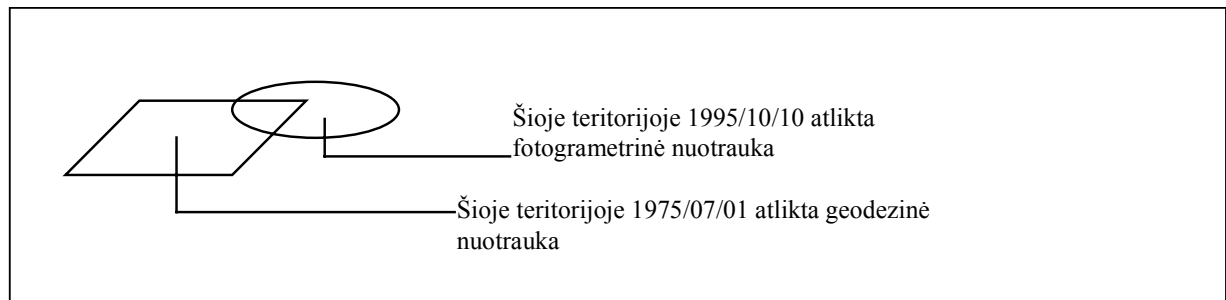 Šioje teritorijoje 1995/10/10 atlikta
fotogrametrinė nuotrauka
Šioje teritorijoje 1975/07/01 atlikta geodezinė
nuotrauka